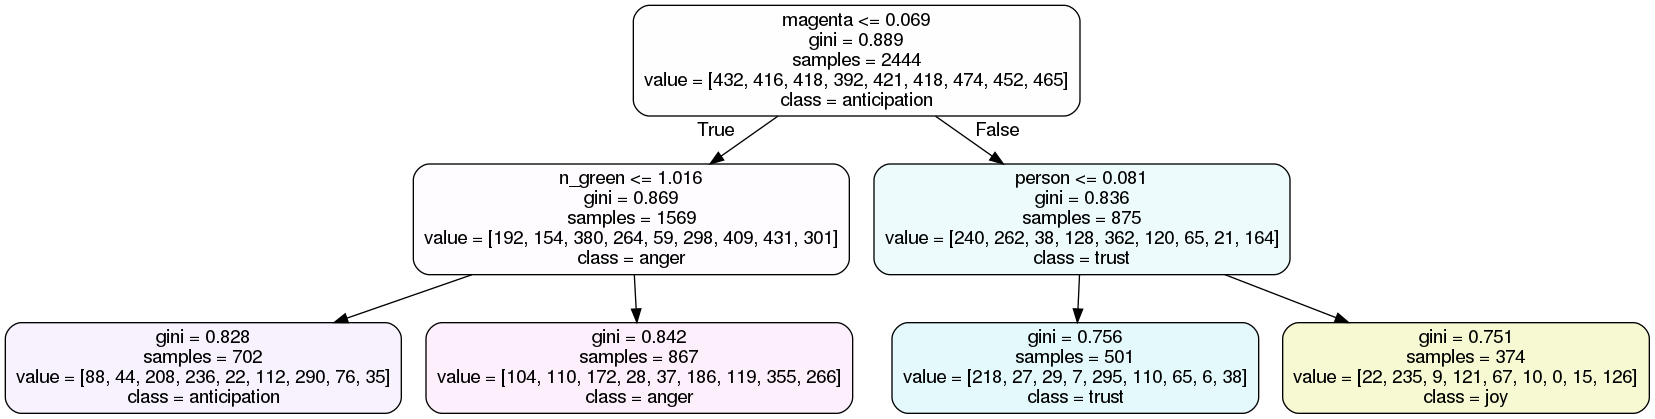 magenta <= 0.069
gini = 0.889
samples = 2444
value = [432, 416, 418, 392, 421, 418, 474, 452, 465]
class = anticipation
True
False
n_green <= 1.016
gini = 0.869
samples = 1569
value = [192, 154, 380, 264, 59, 298, 409, 431, 301]
class = anger
person <= 0.081
gini = 0.836
samples = 875
value = [240, 262, 38, 128, 362, 120, 65, 21, 164]
class = trust
gini = 0.828
samples = 702
value = [88, 44, 208, 236, 22, 112, 290, 76, 35]
class = anticipation
gini = 0.842
samples = 867
value = [104, 110, 172, 28, 37, 186, 119, 355, 266]
class = anger
gini = 0.756
samples = 501
value = [218, 27, 29, 7, 295, 110, 65, 6, 38]
class = trust
gini = 0.751
samples = 374
value = [22, 235, 9, 121, 67, 10, 0, 15, 126]
class = joy